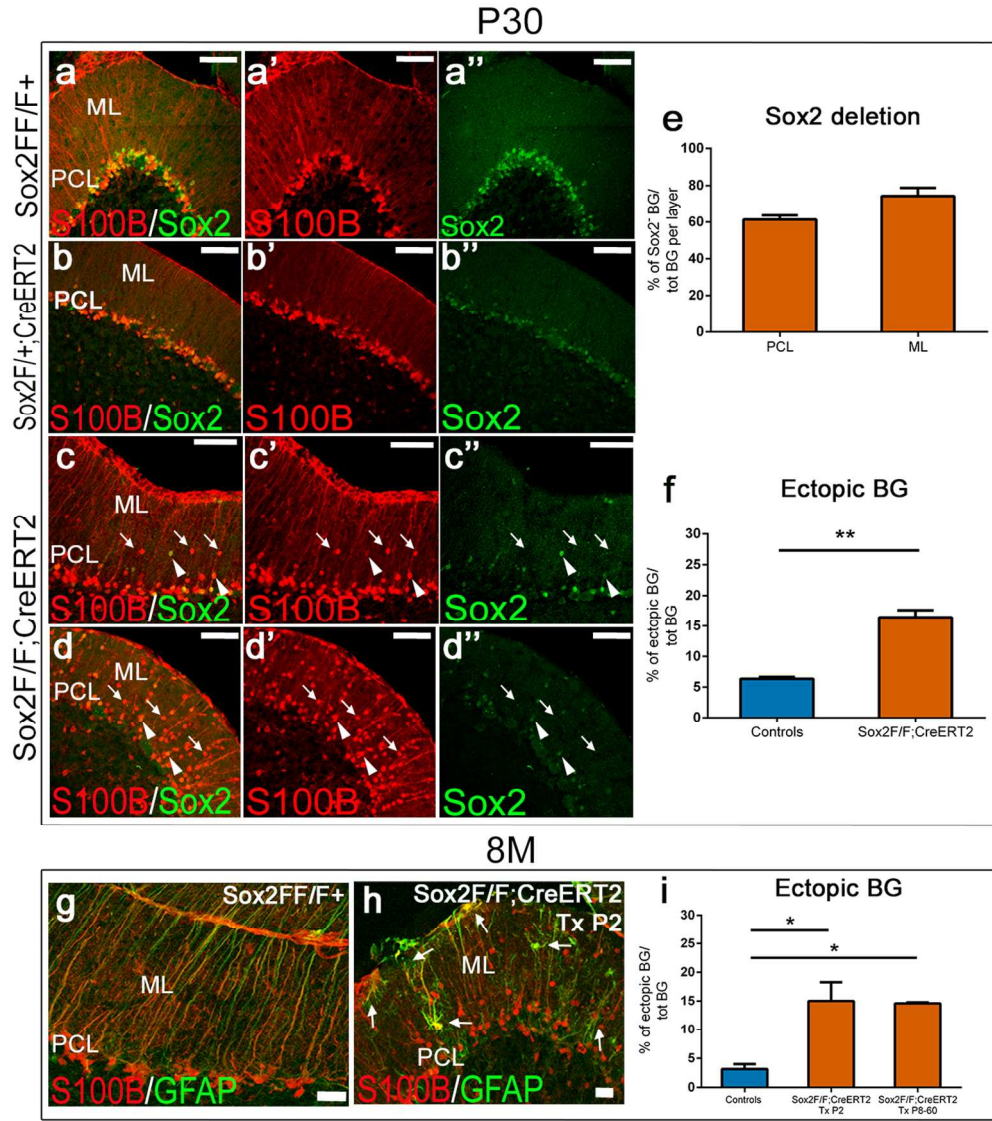 P30
Sox2FF/F+
a
ML
PCL
S100B/Sox2
a'
S100B
a"
Sox2
Sox2F/+;CreERT2
b
ML
PCL
S100B/Sox2
b'
S100B
b"
Sox2
Sox2F/F;CreERT2
c
ML
PCL
S100B/Sox2
c'
S100B
c"
Sox2
d
ML
PCL
S100B/Sox2
d'
S100B
d"
Sox2
e
Sox2 deletion
% of Sox2- BG/
tot BG per layer
100
80
60
40
20
0
PCL
ML
f
Ectopic BG
% of ectopic BG/
tot BG
30
25
20
15
10
5
0
**
Controls
Sox2F/F;CreERT2
8M
g
Sox2FF/F+
ML
PCL
S100B/GFAP
h
Sox2F/F;CreERT2
Tx P2
ML
PCL
S100B/GFAP
i
Ectopic BG
% of ectopic BG/
tot BG
30
25
20
15
10
5
0
*
*
Controls
Sox2F/F;CreERT2
Tx P2
Sox2F/F;CreERT2
Tx P8-60